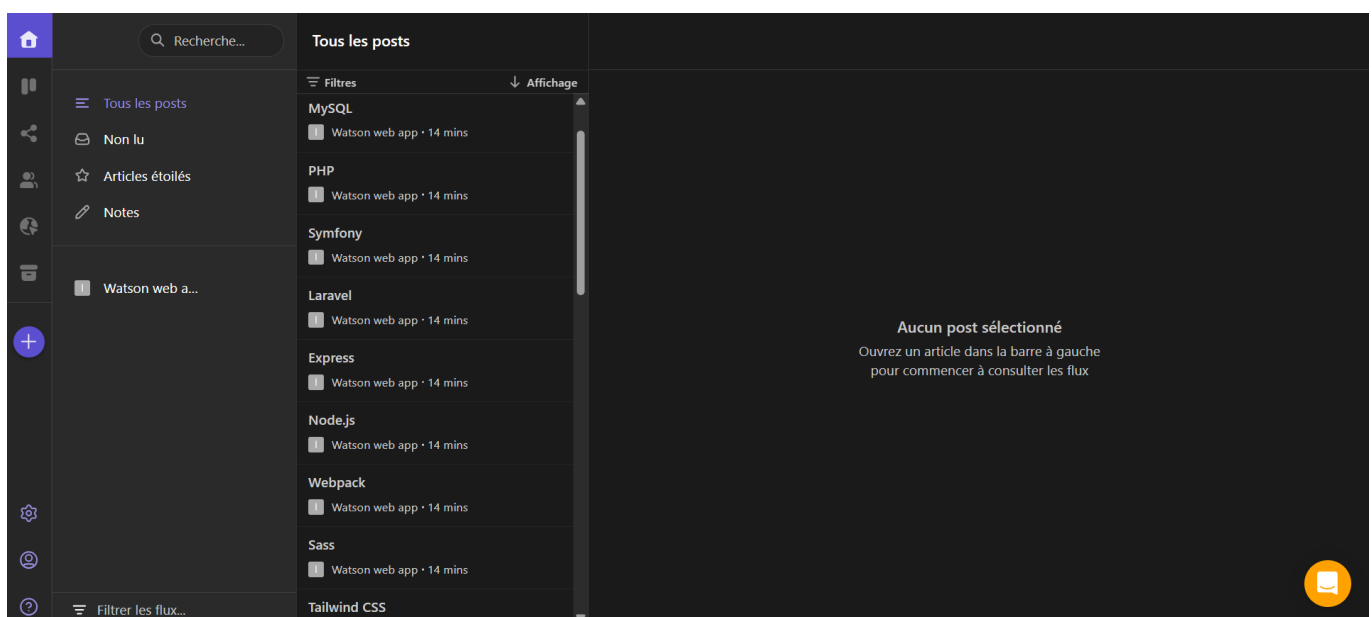 Recherche...
Tous les posts
Non lu
Articles étoilés
Notes
Watson web a...
Filtrer les flux...
Tous les posts
Filtres
Affichage
MySQL
I Watson web app • 14 mins
PHP
I Watson web app • 14 mins
Symfony
I Watson web app • 14 mins
Laravel
I Watson web app • 14 mins
Express
I Watson web app • 14 mins
Node.js
I Watson web app • 14 mins
Webpack
I Watson web app • 14 mins
Sass
I Watson web app • 14 mins
Tailwind CSS
Aucun post sélectionné
Ouvrez un article dans la barre à gauche
pour commencer à consulter les flux